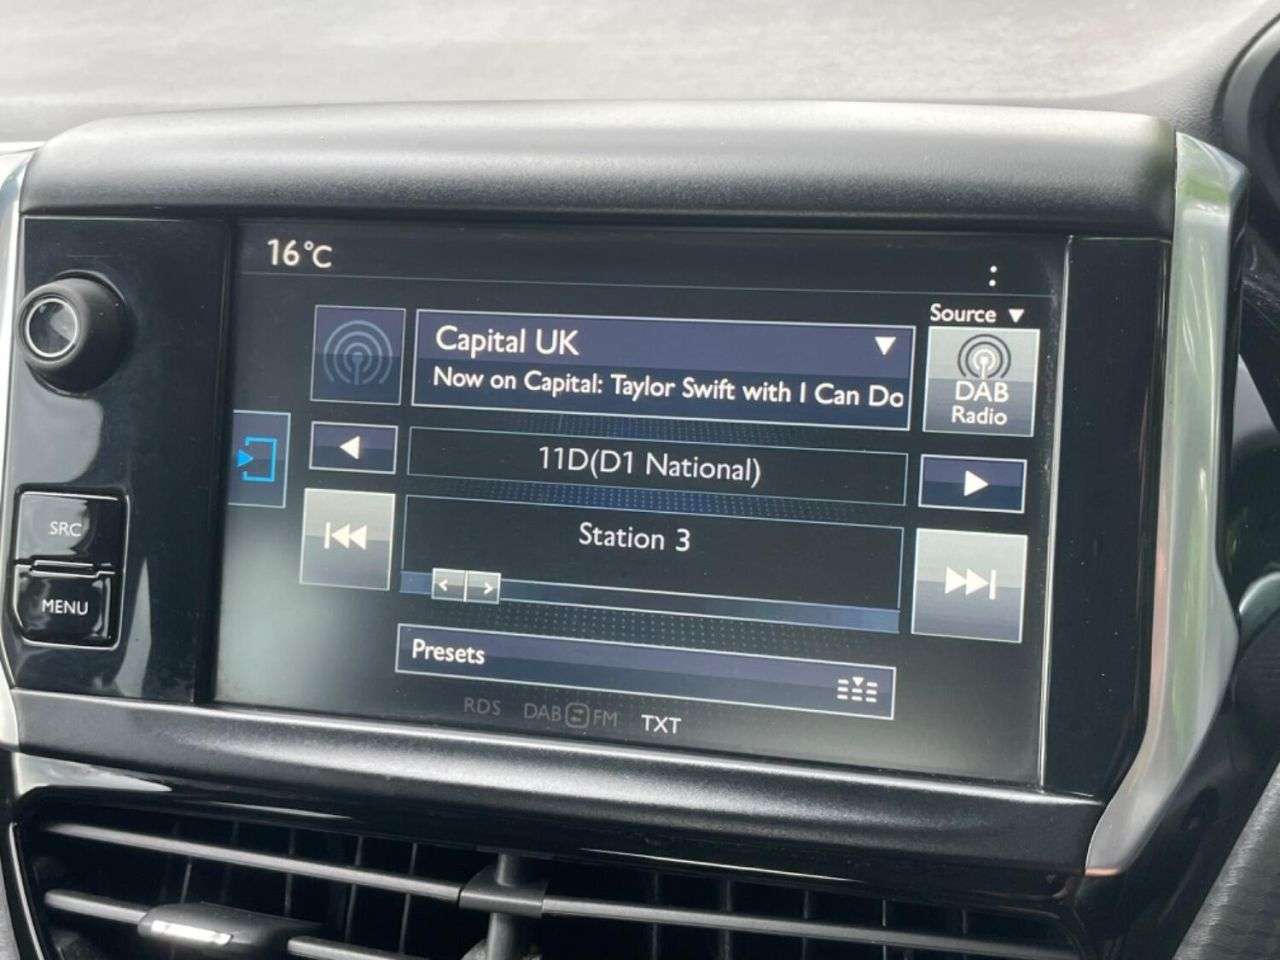 16°C
Source
Capital UK
Now on Capital: Taylor Swift with I Can Do
DAB
Radio
11D(D1 National)
SRC
Station 3
MENU
Presets
RDS DAB FM TXT